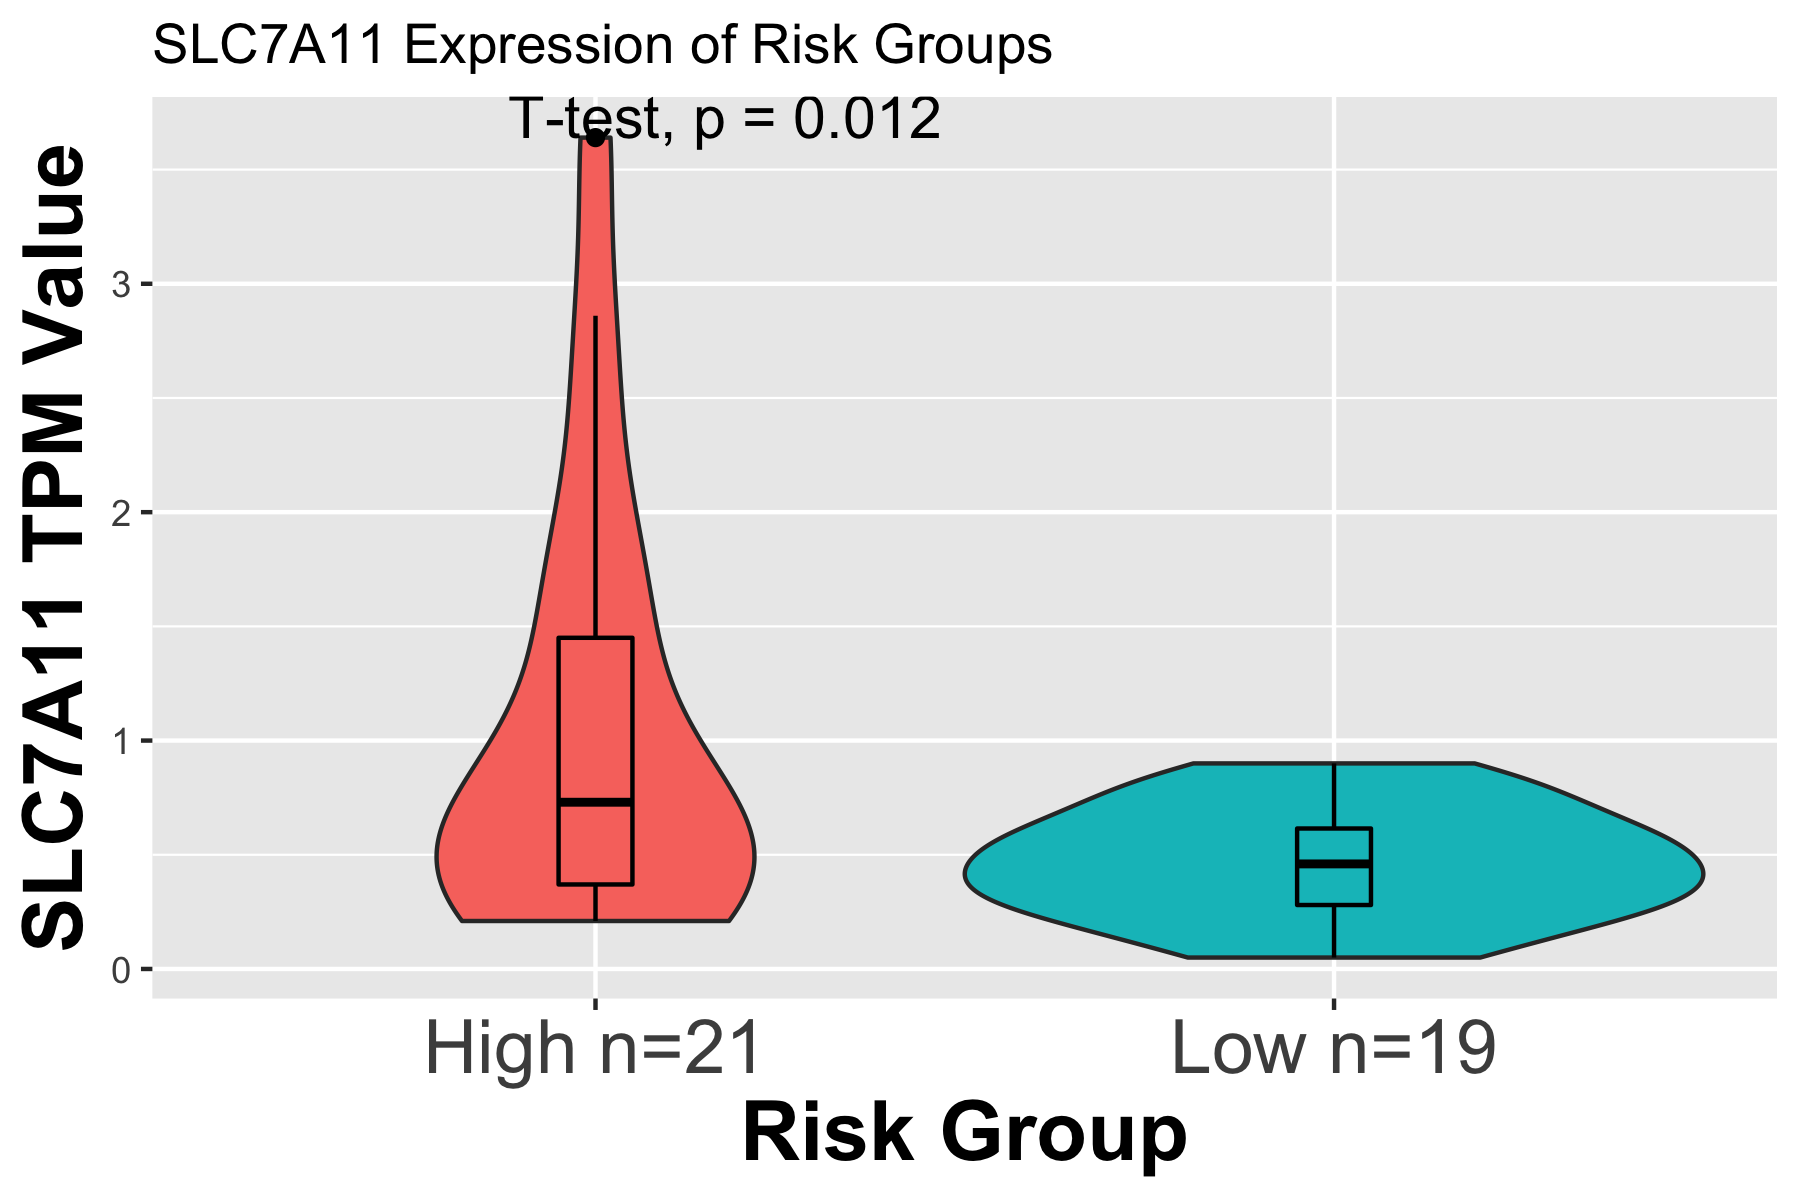 SLC7A11 Expression of Risk Groups
T-test, p = 0.012
SLC7A11 TPM Value
3
2
1
0
High n=21
Low n=19
Risk Group